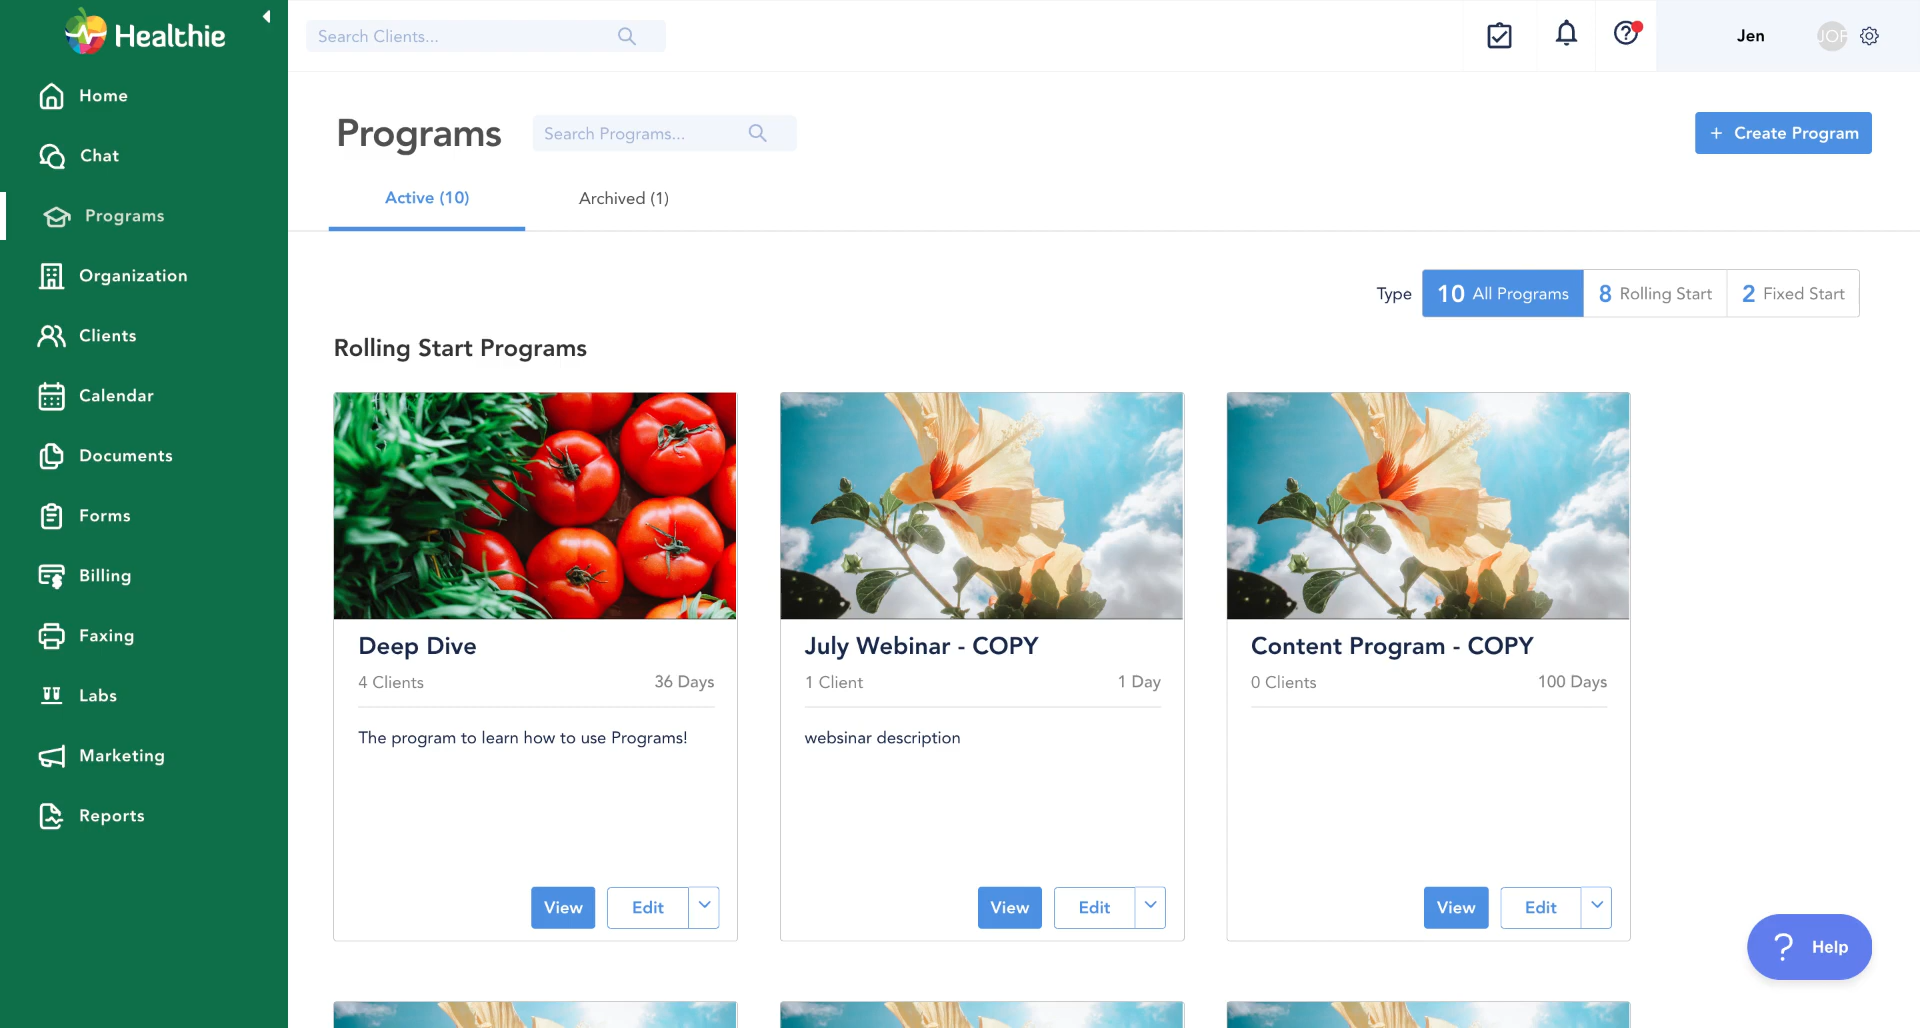 Healthie
Search Clients...
Jen
JOF
Home
Chat
Programs
Organization
Clients
Calendar
Documents
Forms
Billing
Faxing
Labs
Marketing
Reports
Programs
Search Programs...
+ Create Program
Active (10)
Archived (1)
Type
10 All Programs
8 Rolling Start
2 Fixed Start
Rolling Start Programs
Deep Dive
4 Clients
36 Days
The program to learn how to use Programs!
View
Edit
July Webinar - COPY
1 Client
1 Day
websinar description
View
Edit
Content Program - COPY
0 Clients
100 Days
View
Edit
? Help